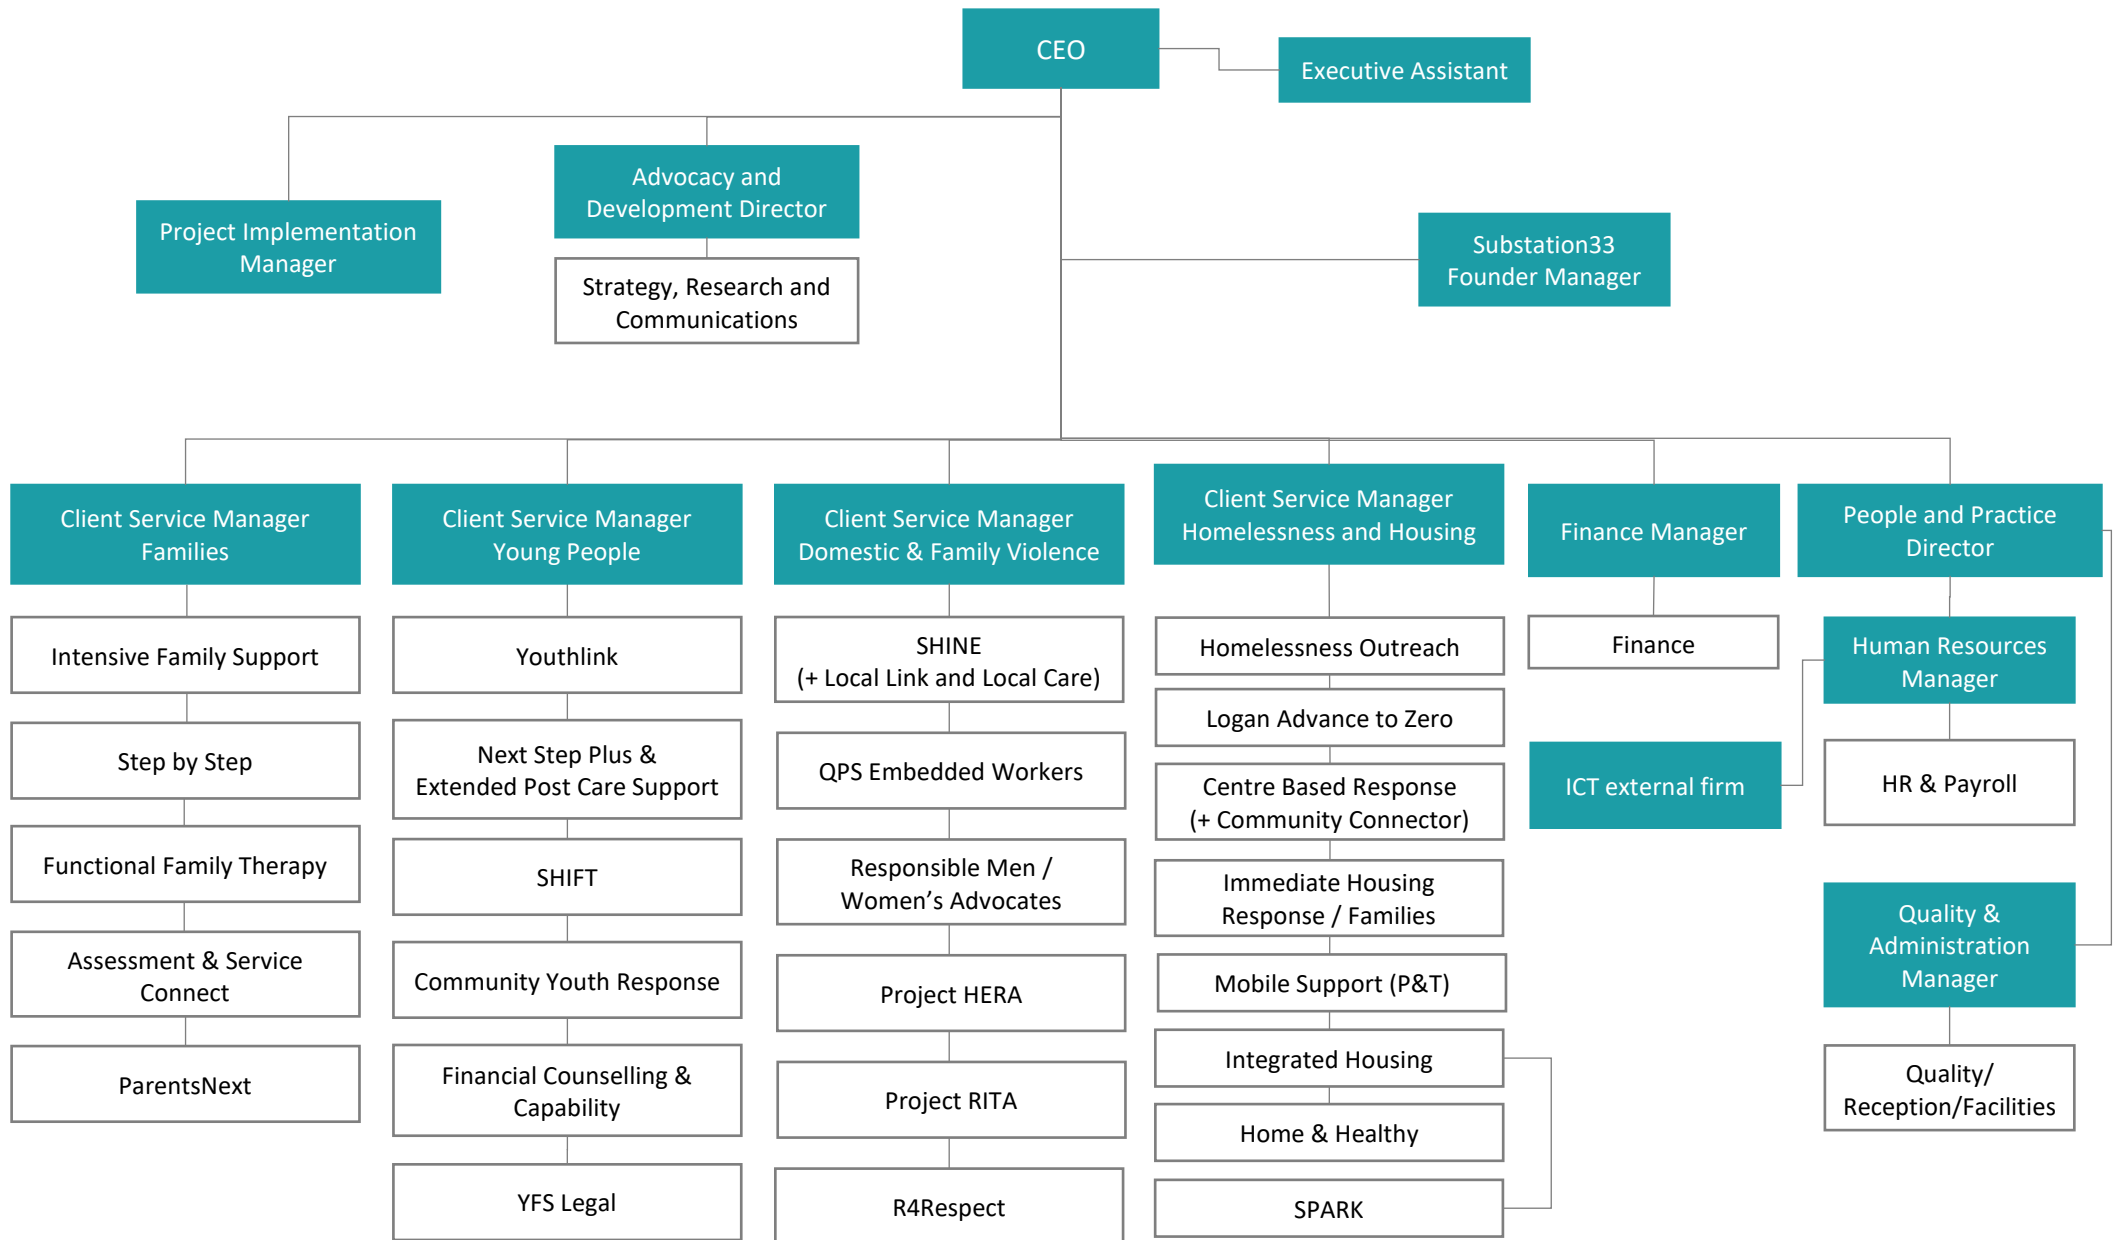 CEO
Executive Assistant
Advocacy and
Development Director
Project Implementation
Manager
Strategy, Research and
Communications
Substation33
Founder Manager
Client Service Manager
Families
Intensive Family Support
Step by Step
Functional Family Therapy
Assessment & Service
Connect
ParentsNext
Client Service Manager
Young People
Youthlink
Next Step Plus &
Extended Post Care Support
SHIFT
Community Youth Response
Financial Counselling &
Capability
YFS Legal
Client Service Manager
Domestic & Family Violence
SHINE
(+ Local Link and Local Care)
QPS Embedded Workers
Responsible Men /
Women’s Advocates
Project HERA
Project RITA
R4Respect
Client Service Manager
Homelessness and Housing
Homelessness Outreach
Logan Advance to Zero
Centre Based Response
(+ Community Connector)
Immediate Housing
Response / Families
Mobile Support (P&T)
Integrated Housing
Home & Healthy
SPARK
Finance Manager
Finance
ICT external firm
People and Practice
Director
Human Resources
Manager
HR & Payroll
Quality &
Administration
Manager
Quality/
Reception/Facilities